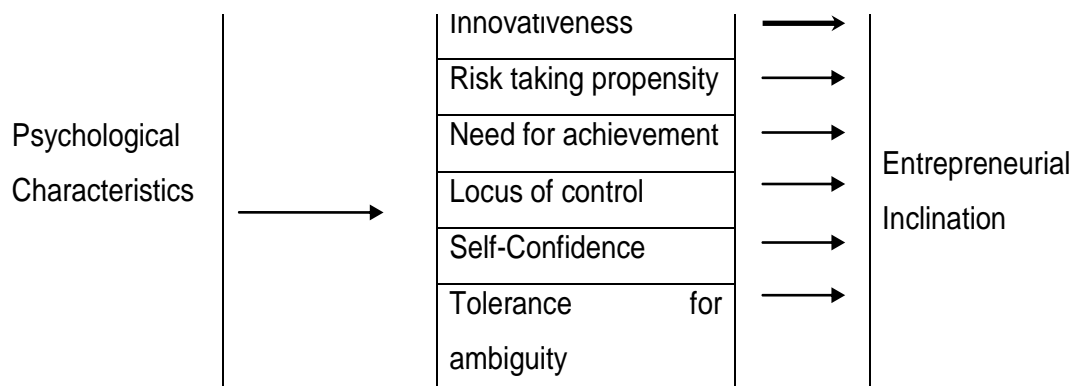 Psychological
Characteristics
Innovativeness
Risk taking propensity
Need for achievement
Locus of control
Self-Confidence
Tolerance for
ambiguity
Entrepreneurial
Inclination